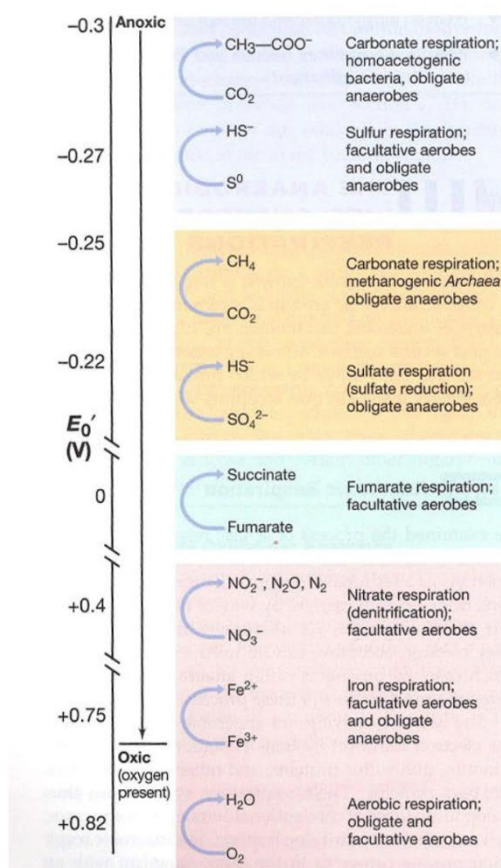 −0.3 Anoxic
CH₃—COO⁻
CO₂
Carbonate respiration;
homoacetogenic
bacteria, obligate
anaerobes
−0.27
HS⁻
S⁰
Sulfur respiration;
facultative aerobes
and obligate
anaerobes
−0.25
CH₄
CO₂
Carbonate respiration;
methanogenic Archaea
obligate anaerobes
−0.22
HS⁻
SO₄²⁻
Sulfate respiration
(sulfate reduction);
obligate anaerobes
E₀′
(V)
0
Succinate
Fumarate
Fumarate respiration;
facultative aerobes
+0.4
NO₂⁻, N₂O, N₂
NO₃⁻
Nitrate respiration
(denitrification);
facultative aerobes
+0.75
Fe²⁺
Fe³⁺
Iron respiration;
facultative aerobes
and obligate
anaerobes
Oxic
(oxygen
present)
+0.82
H₂O
O₂
Aerobic respiration;
obligate and
facultative aerobes